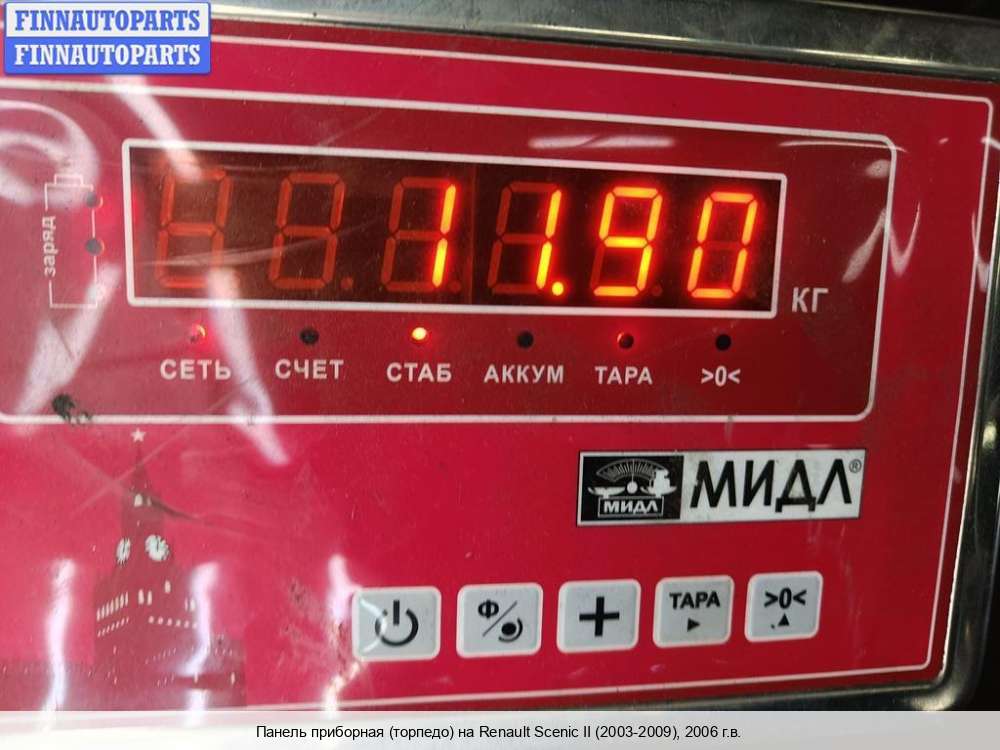 FINNAUTOPARTS
FINNAUTOPARTS
заряд
11.90
КГ
СЕТЬ СЧЕТ СТАБ АККУМ ТАРА >0<
МИДЛ МИДЛ®
Ф ТАРА >0<
Панель приборная (торпедо) на Renault Scenic II (2003-2009), 2006 г.в.